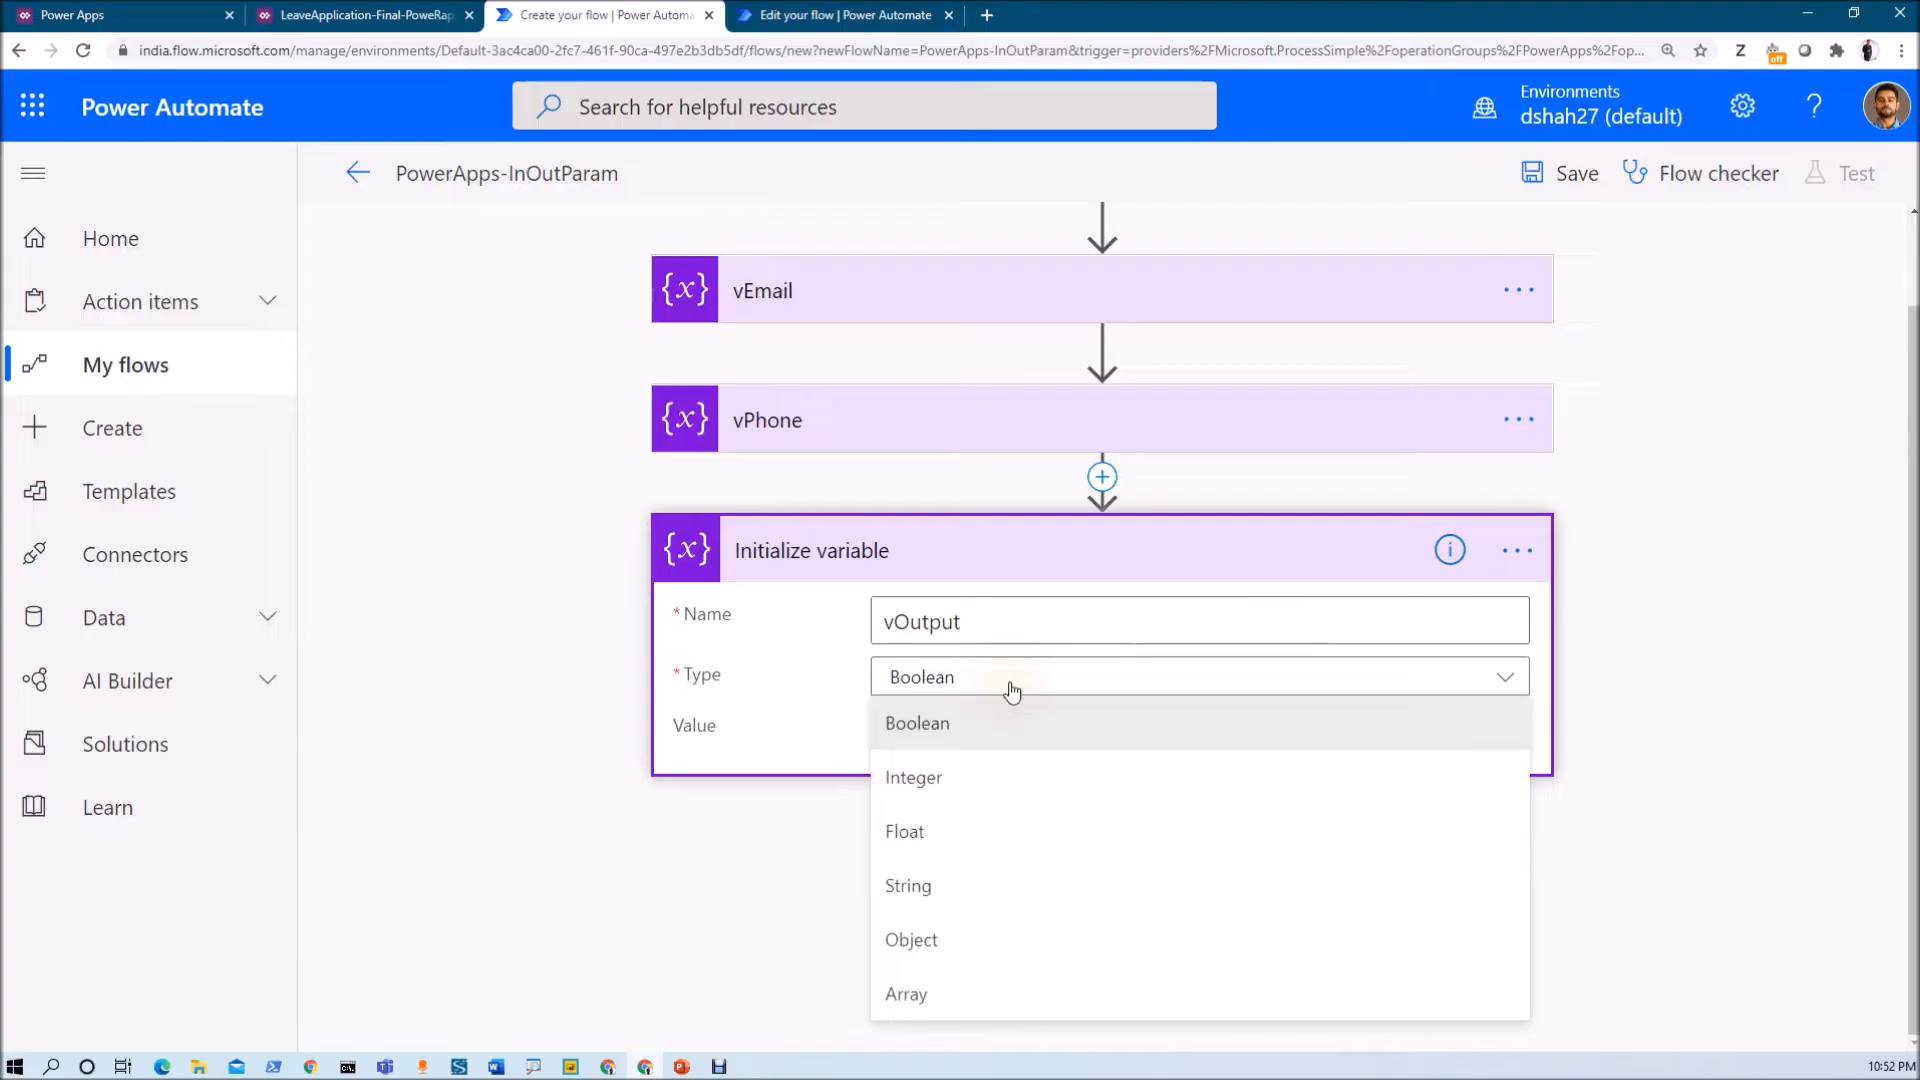 Power Apps
LeaveApplication-Final-PoweRap
Create your flow | Power Automa
Edit your flow | Power Automate
india.flow.microsoft.com/manage/environments/Default-3ac4ca00-2fc7-461f-90ca-497e2b3db5df/flows/new?newFlowName=PowerApps-InOutParam&trigger=providers%2FMicrosoft.ProcessSimple%2FoperationGroups%2FPowerApps%2Fop...
Z
off
Power Automate
Search for helpful resources
Environments
dshah27 (default)
?
PowerApps-InOutParam
Save
Flow checker
Test
Home
Action items
My flows
Create
Templates
Connectors
Data
AI Builder
Solutions
Learn
{x} vEmail
{x} vPhone
{x} Initialize variable
* Name
vOutput
* Type
Boolean
Value
Boolean
Integer
Float
String
Object
Array
10:52 PM